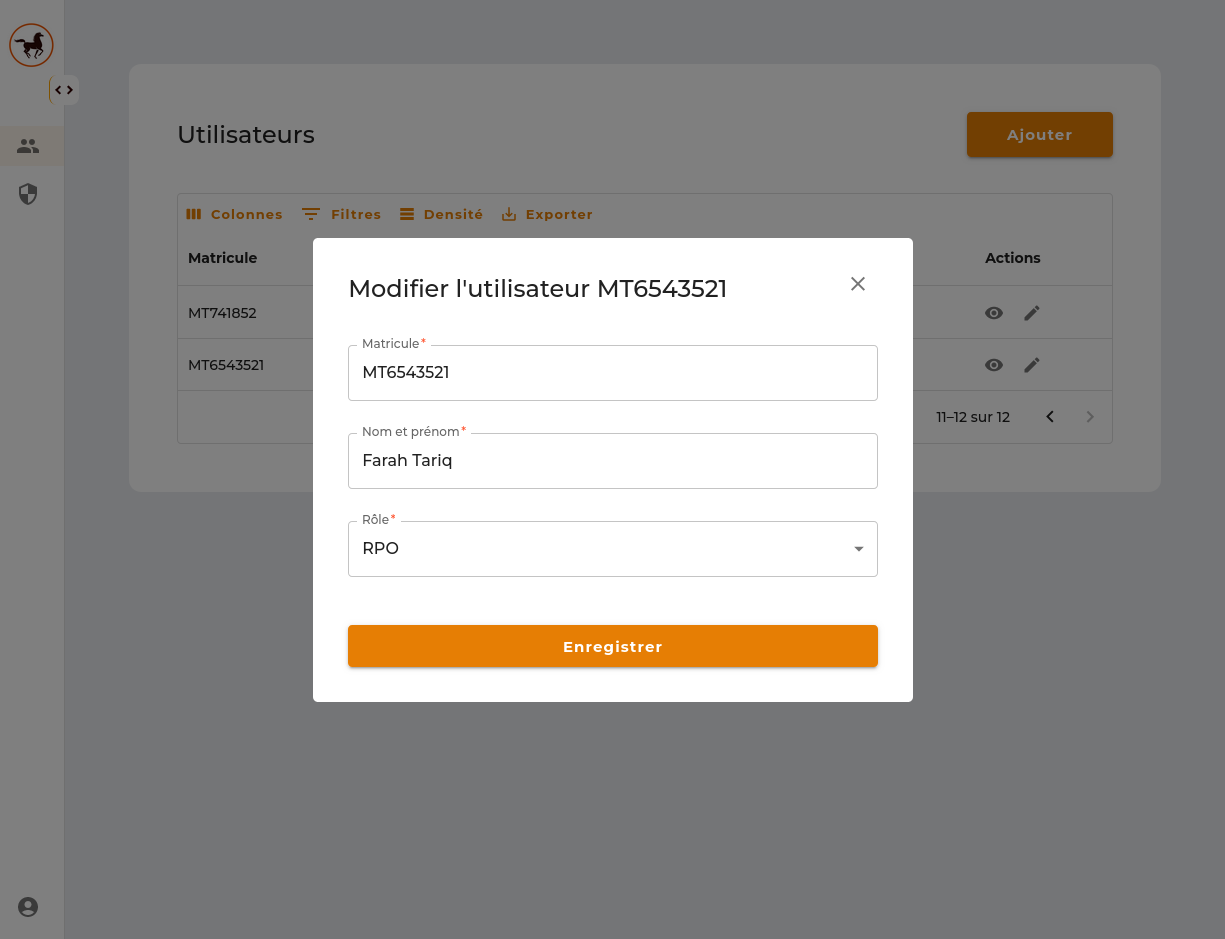 Utilisateurs
Ajouter
Colonnes Filtres Densité Exporter
Matricule Actions
MT741852
MT6543521
11–12 sur 12
Modifier l'utilisateur MT6543521
Matricule*
MT6543521
Nom et prénom*
Farah Tariq
Rôle*
RPO
Enregistrer